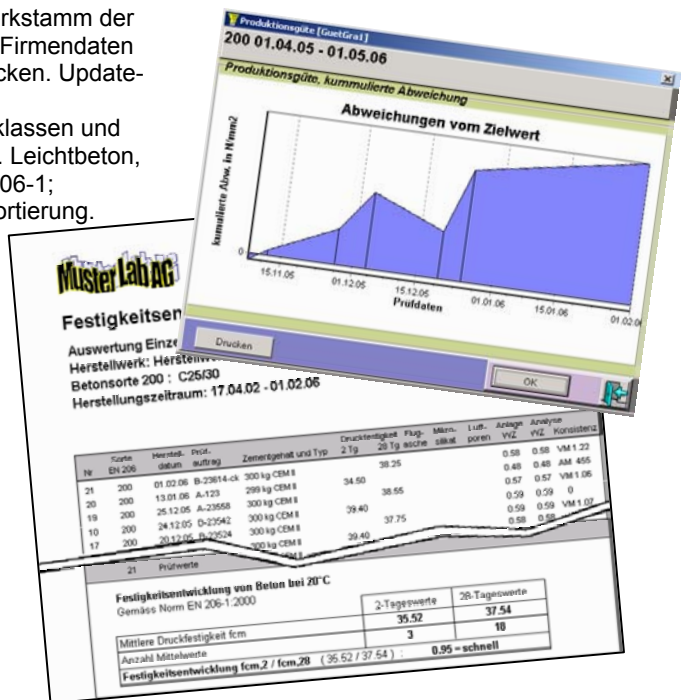 rkstamm der
Firmendaten
cken. Update-
klassen und
. Leichtbeton,
06-1;
ortierung.
Produktionsgüte [GuetGra1]
200 01.04.05 - 01.05.06
Produktionsgüte, kummulierte Abweichung
Abweichungen vom Zielwert
kumulierte Abw. in N/mm2
0
15.11.05 01.12.05 15.12.05 01.01.06 15.01.06 01.02.0
Prüfdaten
Drucken
OK
Muster Lab AG
Festigkeitsen
Auswertung Einze
Herstellwerk: Herstellw
Betonsorte 200 : C25/30
Herstellungszeitraum: 17.04.02 - 01.02.06
Nr Sorte EN 206 Herstell- datum Prüf.- auftrag Zementgehalt und Typ Druckfestigkeit 2 Tg 28 Tg Flug- asche Mikro- silikat Luft- poren Anlage W/Z Analyse W/Z Konsistenz
21 200 01.02.06 B-23614-ck 300 kg CEM II 38.25 0.58 0.58 VM 1.22
20 200 13.01.06 A-123 299 kg CEM II 34.50 0.48 0.48 AM 455
19 200 25.12.05 A-23558 300 kg CEM II 38.55 0.57 0.57 VM 1.05
10 200 24.12.05 B-23542 300 kg CEM II 39.40 0.59 0.59 0
17 200 20.12.05 B-23524 300 kg CEM II 37.75 0.59 0.59 VM 1.07
39.40 0.58 0.58
21 Prüfwerte
Festigkeitsentwicklung von Beton bei 20°C
Gemäss Norm EN 206-1:2000
2-Tageswerte 28-Tageswerte
Mittlere Druckfestigkeit fcm 35.52 37.54
Anzahl Mittelwerte 3 18
Festigkeitsentwicklung fcm,2 / fcm,28 ( 35.52 / 37.54 ) : 0.95 = schnell